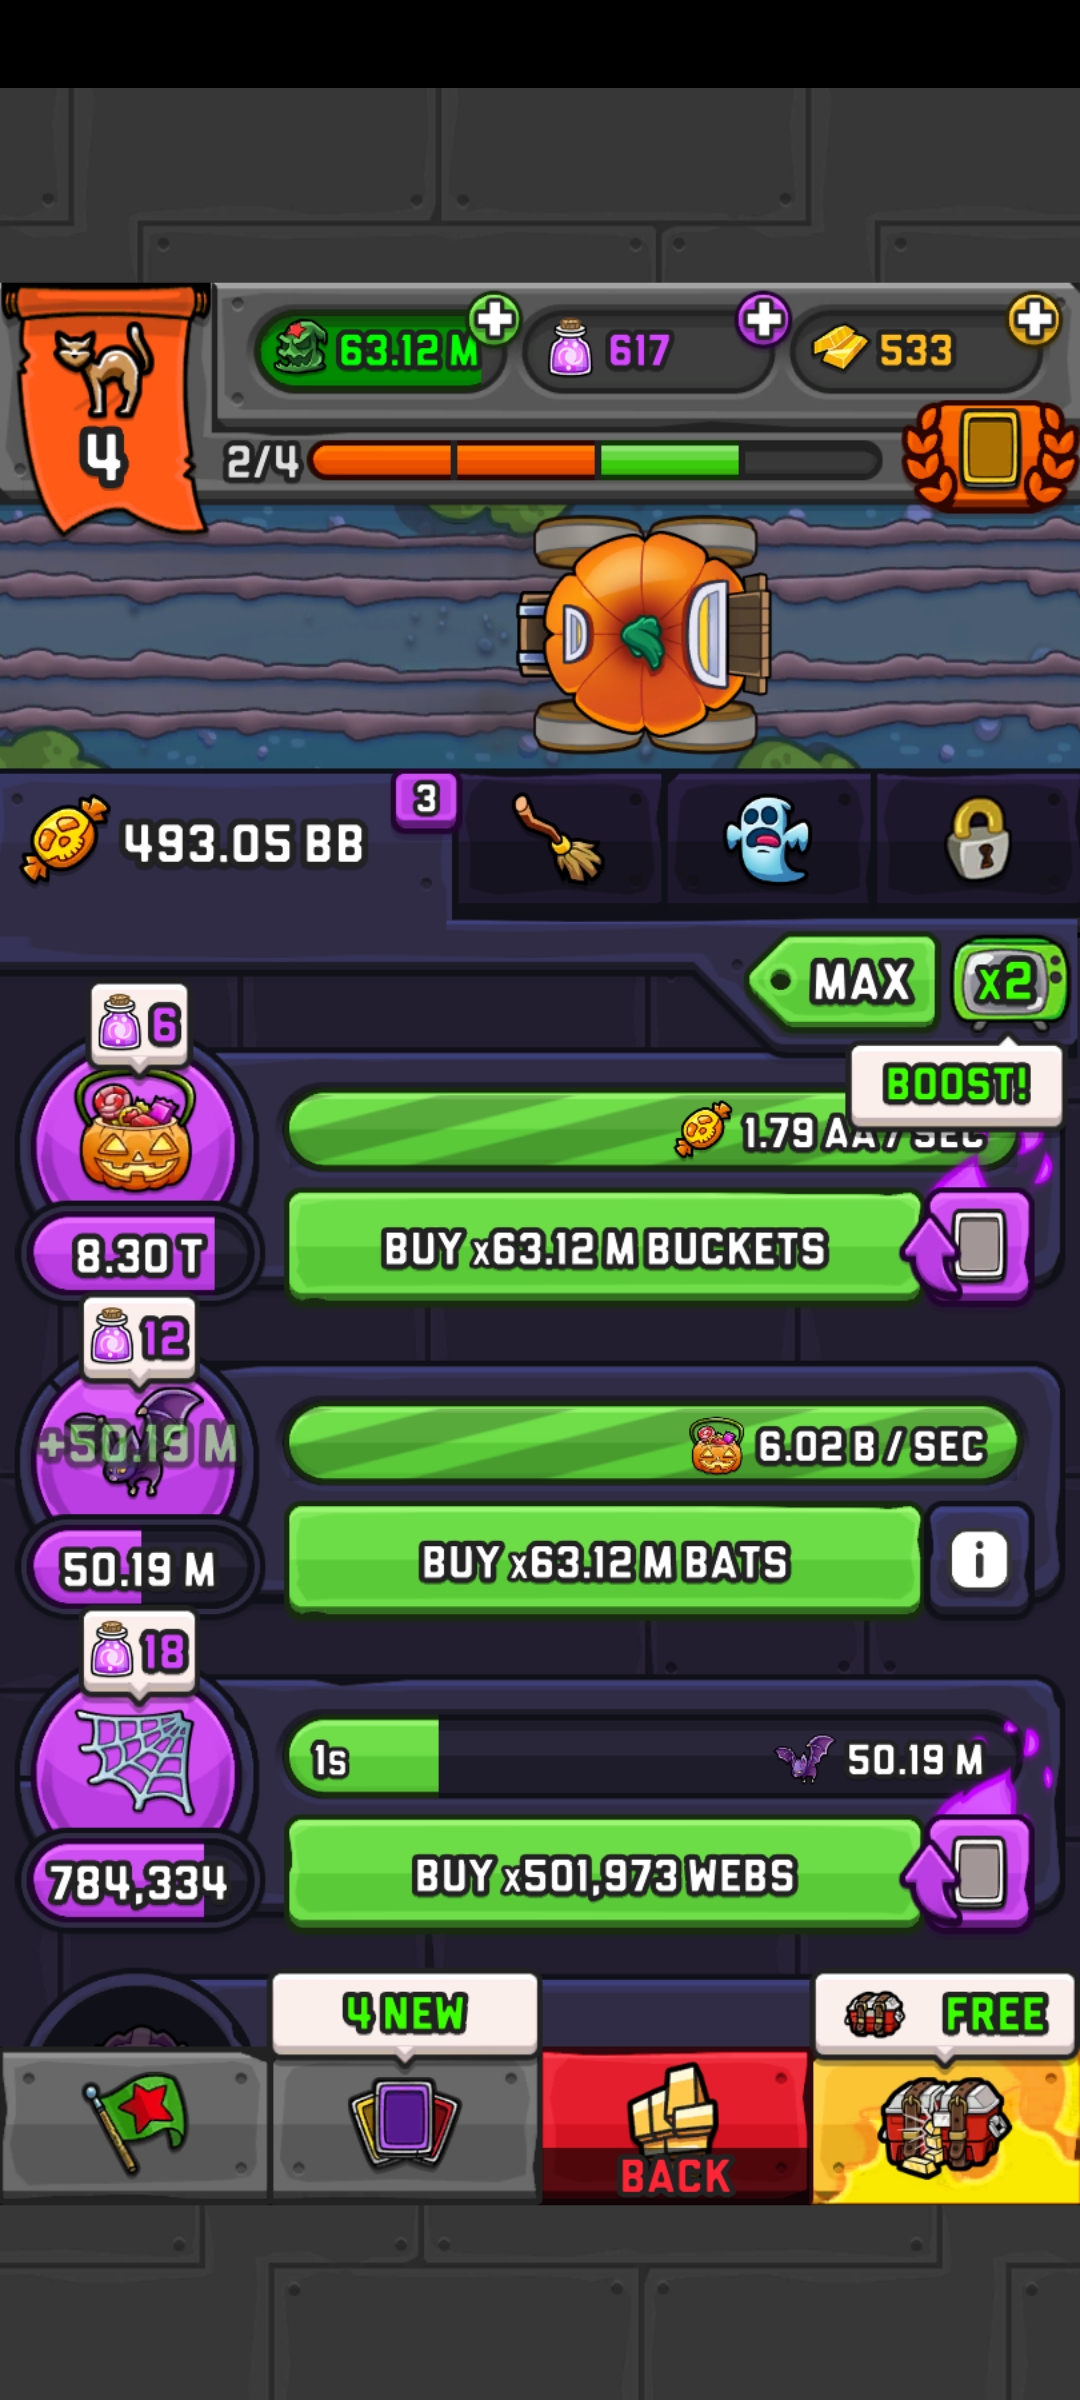 63.12 M
617
533
4
2/4
493.05 BB
3
MAX
x2
BOOST!
6
1.79 AA / SEC
8.30 T
BUY x63.12 M BUCKETS
12
+50.19 M
6.02 B / SEC
50.19 M
BUY x63.12 M BATS
i
18
1s
50.19 M
784,334
BUY x501,973 WEBS
4 NEW
FREE
BACK